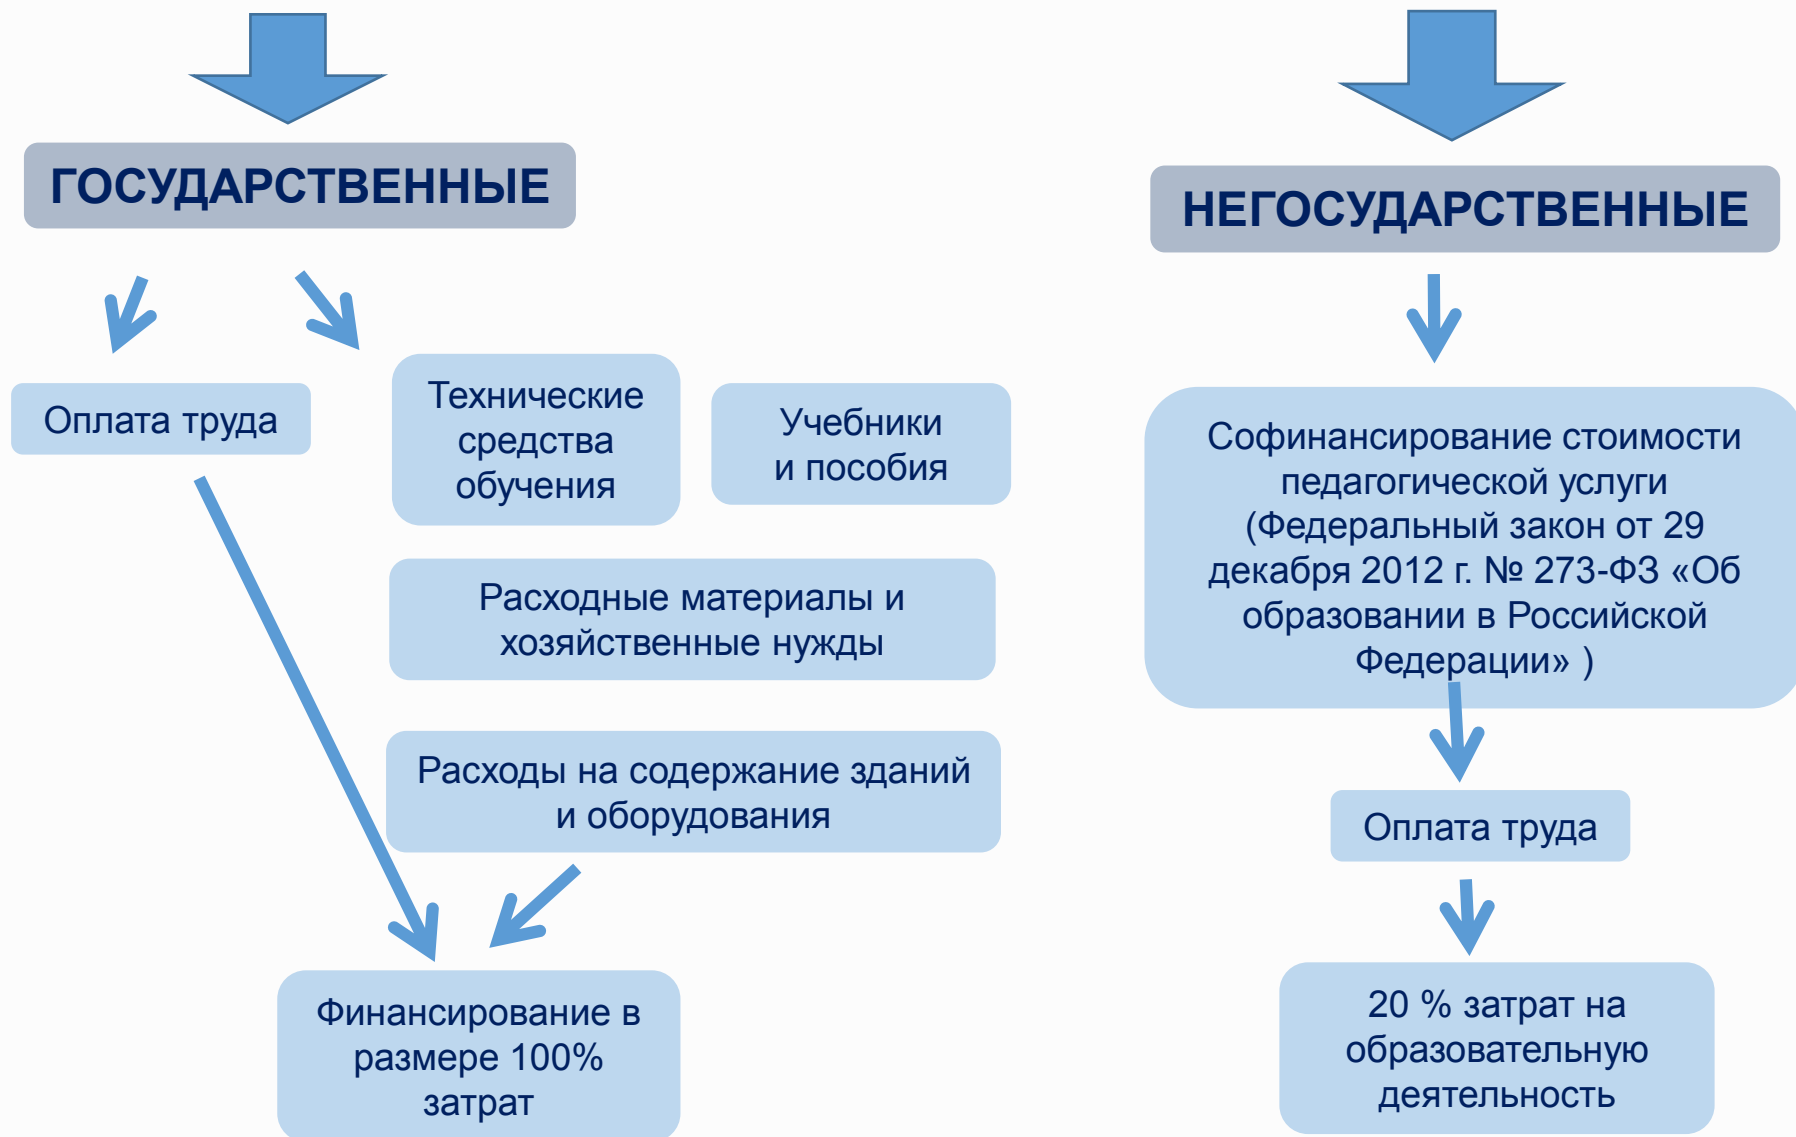 ГОСУДАРСТВЕННЫЕ
Оплата труда
Технические
средства
обучения
Учебники
и пособия
Расходные материалы и
хозяйственные нужды
Расходы на содержание зданий
и оборудования
Финансирование в
размере 100%
затрат
НЕГОСУДАРСТВЕННЫЕ
Софинансирование стоимости
педагогической услуги
(Федеральный закон от 29
декабря 2012 г. № 273-ФЗ «Об
образовании в Российской
Федерации» )
Оплата труда
20 % затрат на
образовательную
деятельность